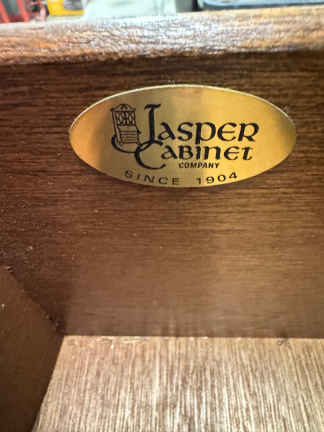 Jasper
Cabinet
COMPANY
SINCE 1904